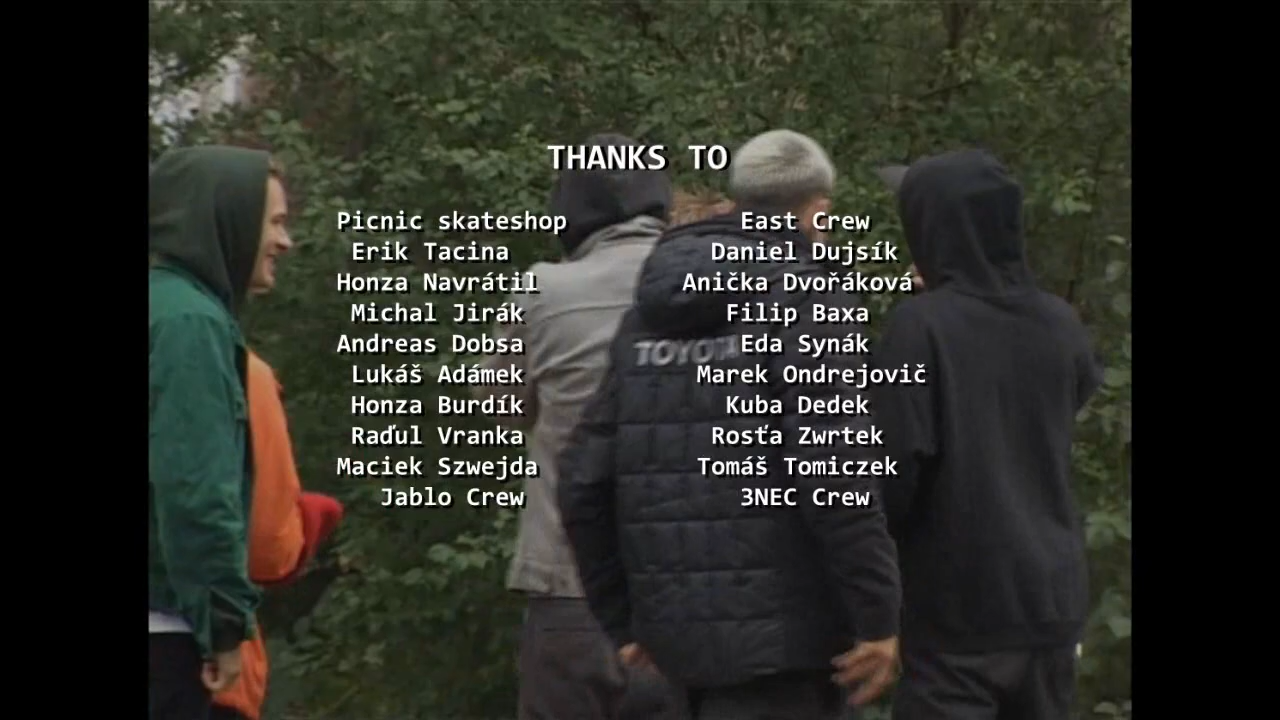 THANKS TO
Picnic skateshop
Erik Tacina
Honza Navrátil
Michal Jirák
Andreas Dobsa
Lukáš Adámek
Honza Burdík
Raďul Vranka
Maciek Szwejda
Jablo Crew
East Crew
Daniel Dujsík
Anička Dvořáková
Filip Baxa
Eda Synák
Marek Ondrejovič
Kuba Dedek
Rosťa Zwrtek
Tomáš Tomiczek
3NEC Crew
TOYOTA